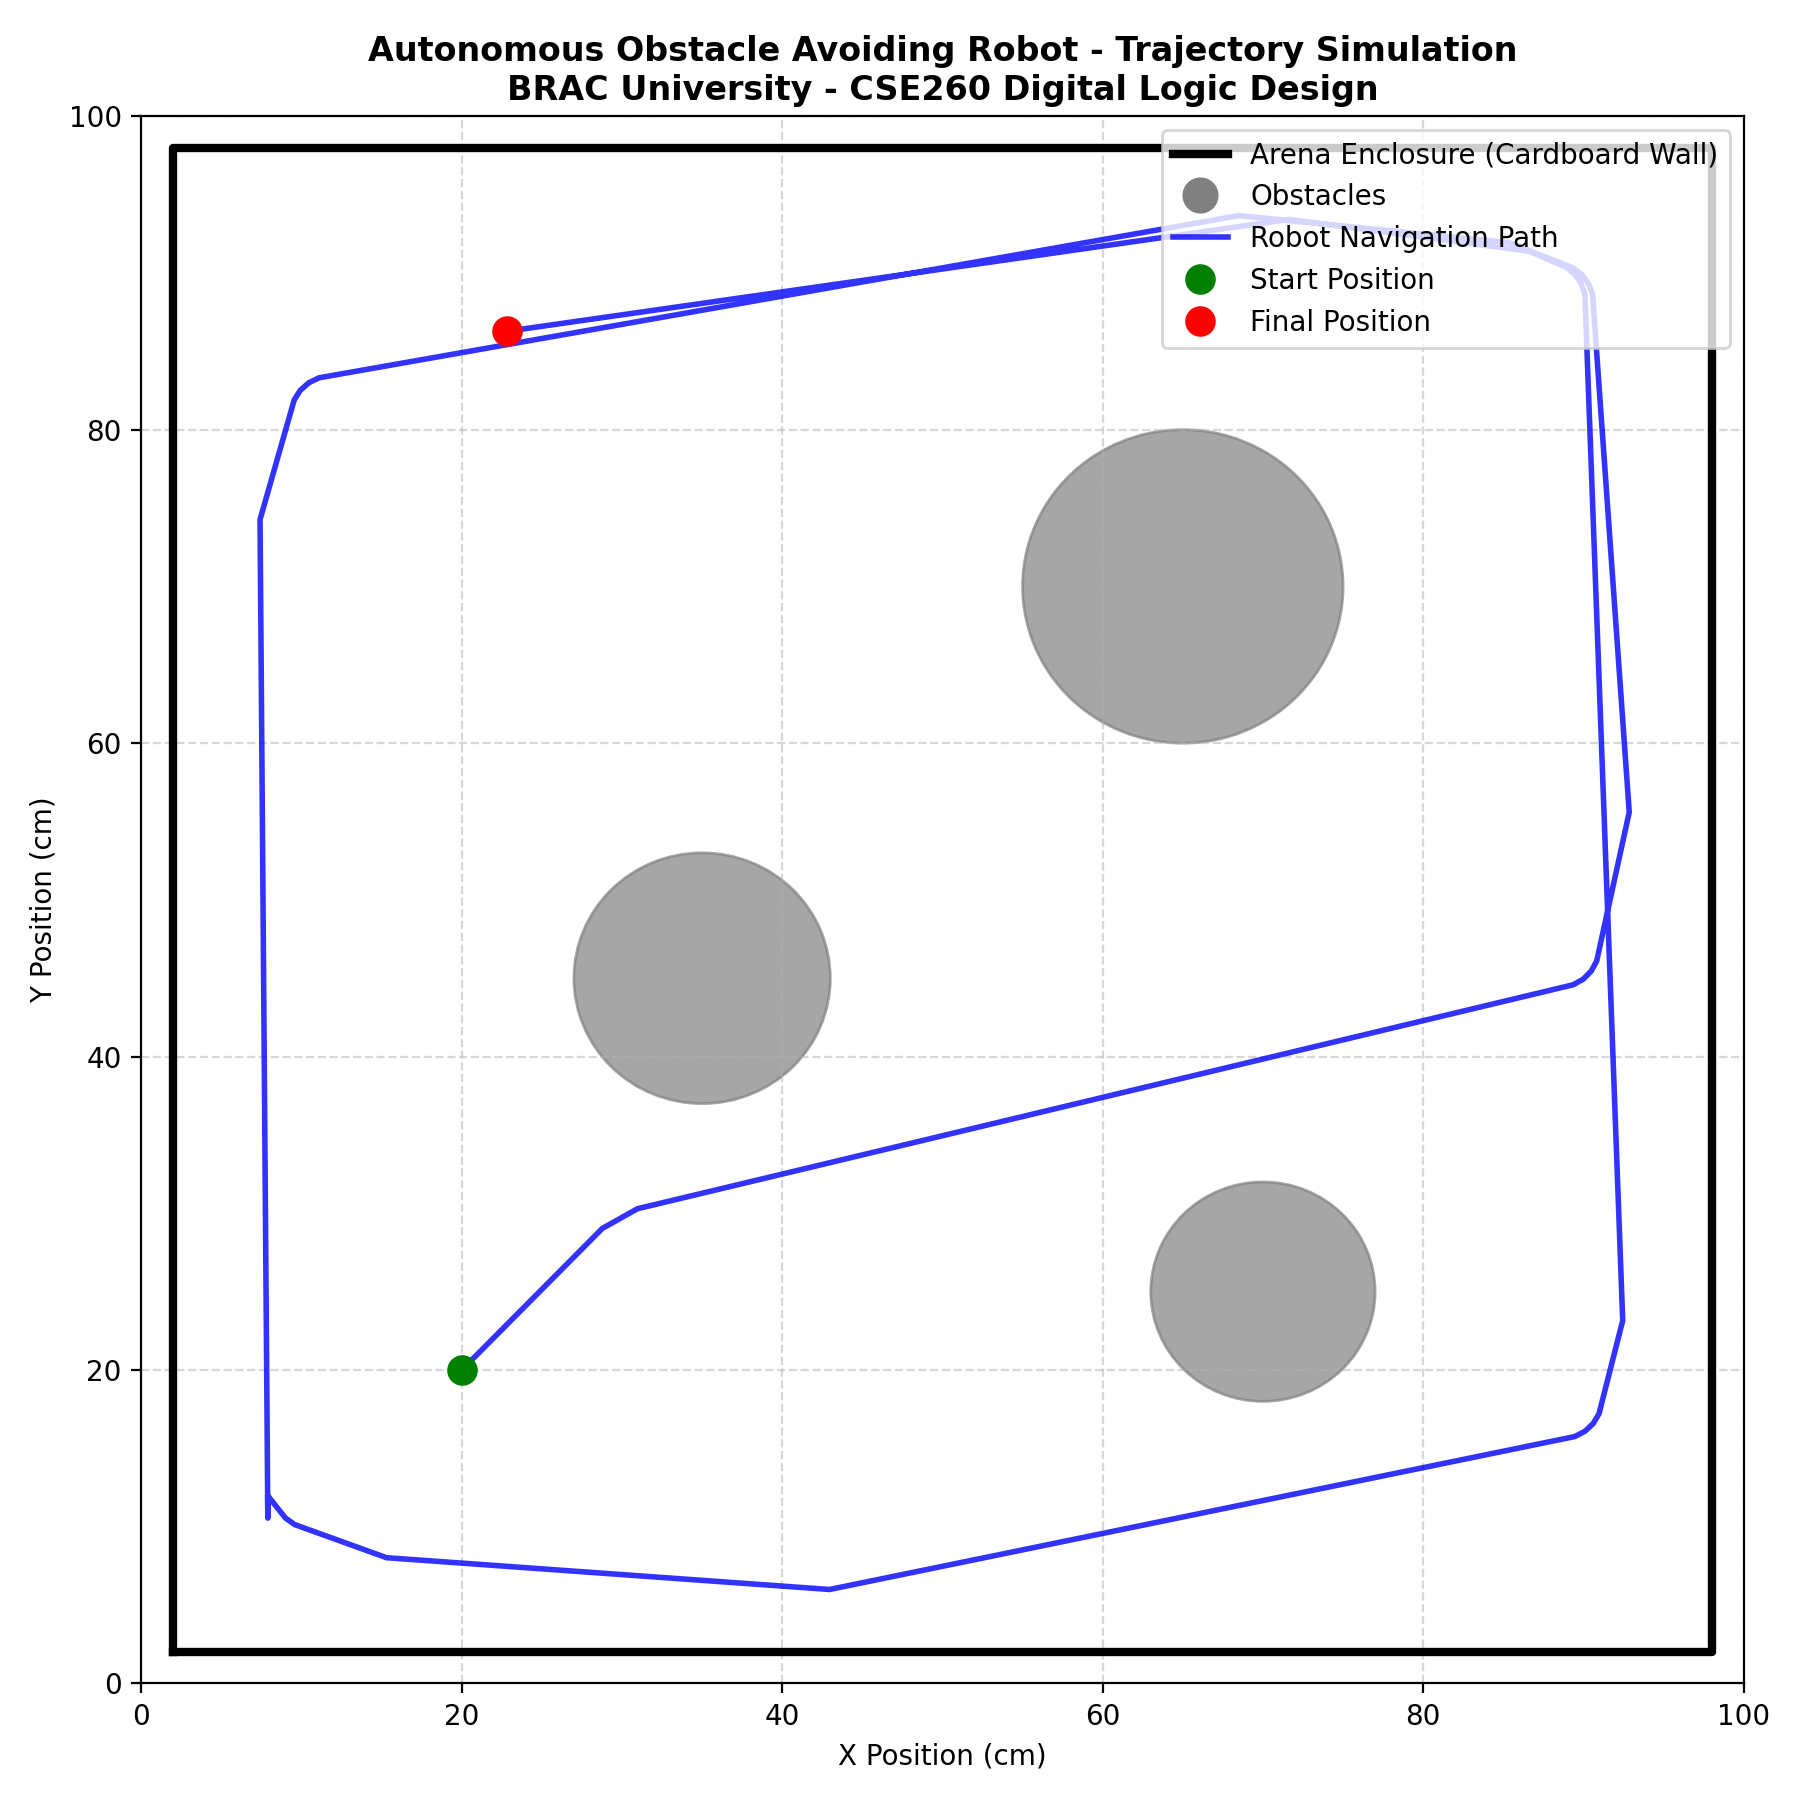 Autonomous Obstacle Avoiding Robot - Trajectory Simulation
BRAC University - CSE260 Digital Logic Design
Arena Enclosure (Cardboard Wall)
Obstacles
Robot Navigation Path
Start Position
Final Position
Y Position (cm)
100
80
60
40
20
0
0 20 40 60 80 100
X Position (cm)